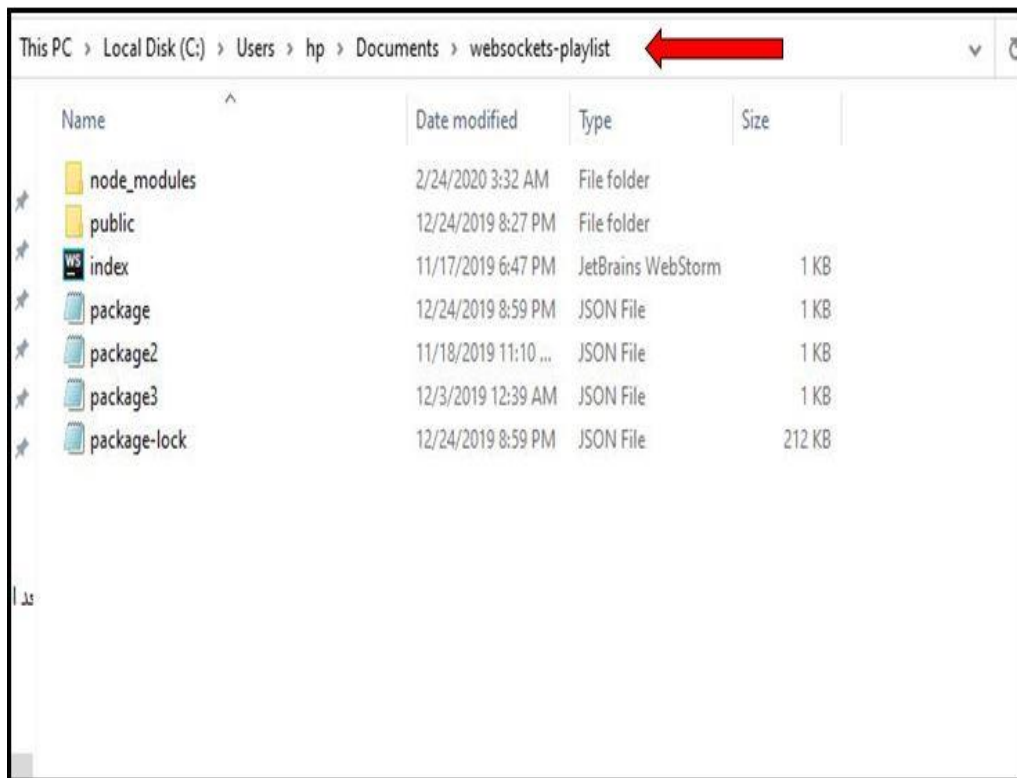 This PC > Local Disk (C:) > Users > hp > Documents > websockets-playlist
Name Date modified Type Size
node_modules 2/24/2020 3:32 AM File folder
public 12/24/2019 8:27 PM File folder
WS index 11/17/2019 6:47 PM JetBrains WebStorm 1 KB
package 12/24/2019 8:59 PM JSON File 1 KB
package2 11/18/2019 11:10 ... JSON File 1 KB
package3 12/3/2019 12:39 AM JSON File 1 KB
package-lock 12/24/2019 8:59 PM JSON File 212 KB